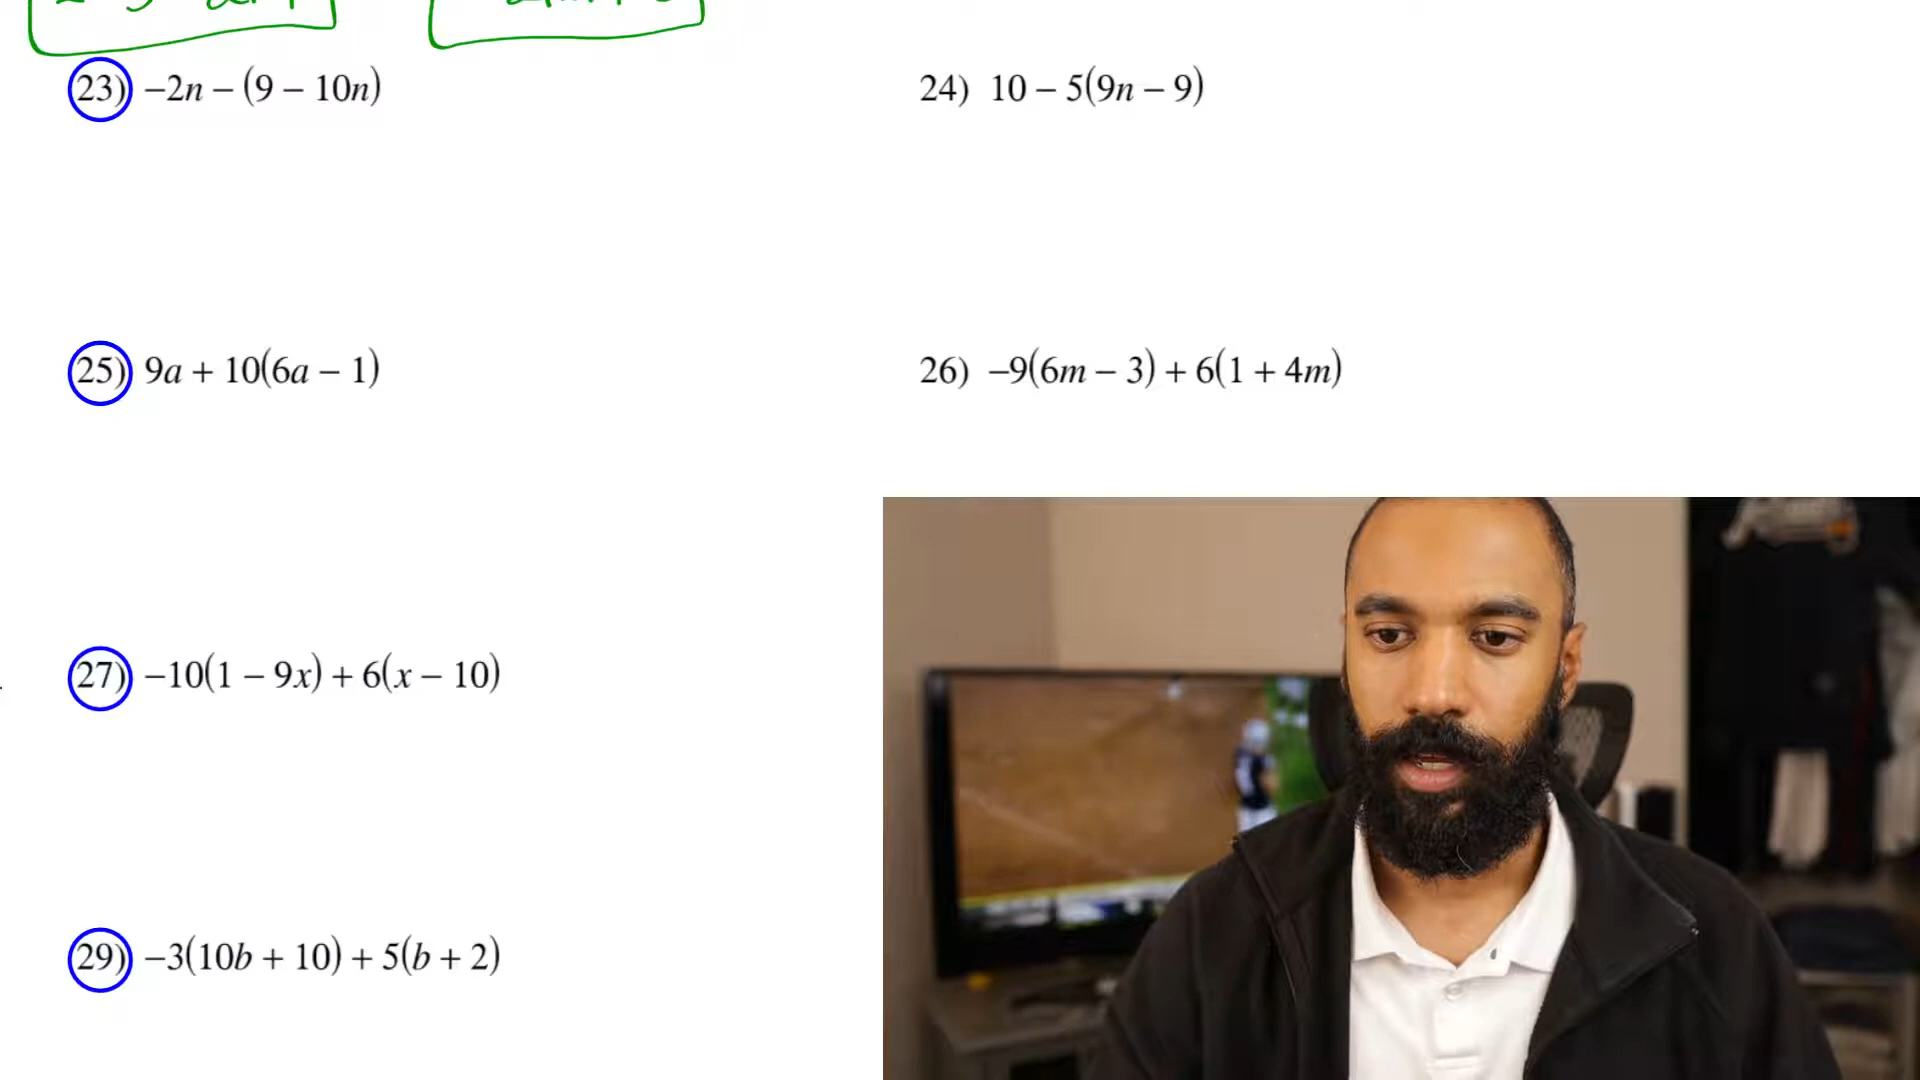 23) −2n − (9 − 10n)
24) 10 − 5(9n − 9)
25) 9a + 10(6a − 1)
26) −9(6m − 3) + 6(1 + 4m)
27) −10(1 − 9x) + 6(x − 10)
29) −3(10b + 10) + 5(b + 2)